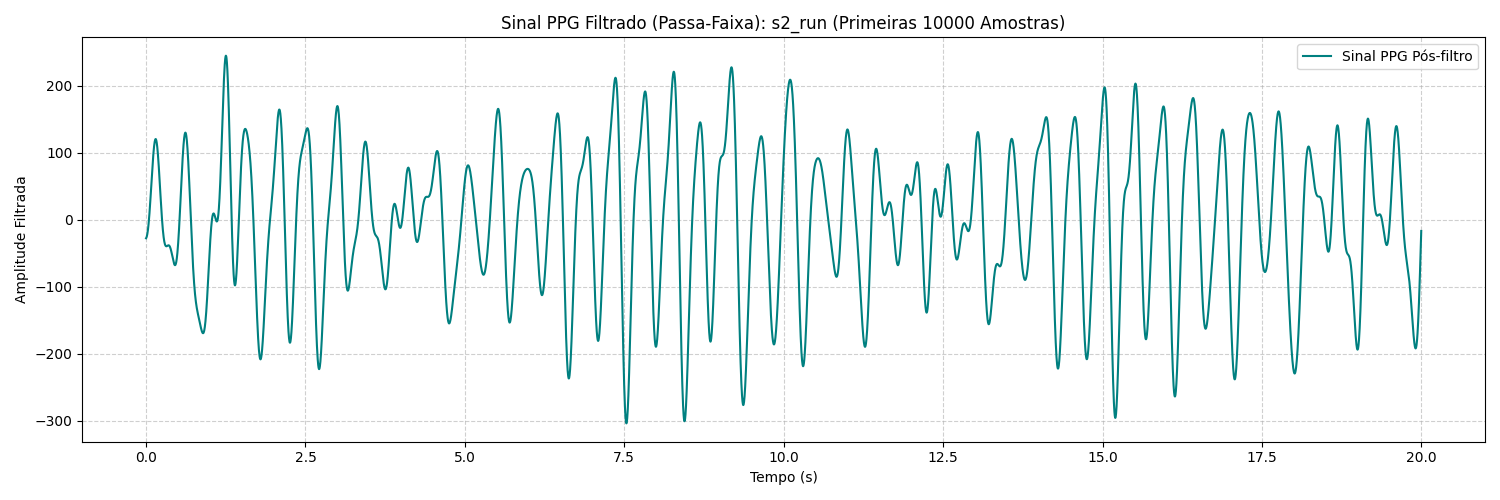 Sinal PPG Filtrado (Passa-Faixa): s2_run (Primeiras 10000 Amostras)
Sinal PPG Pós-filtro
Amplitude Filtrada
200
100
0
−100
−200
−300
0.0 2.5 5.0 7.5 10.0 12.5 15.0 17.5 20.0
Tempo (s)